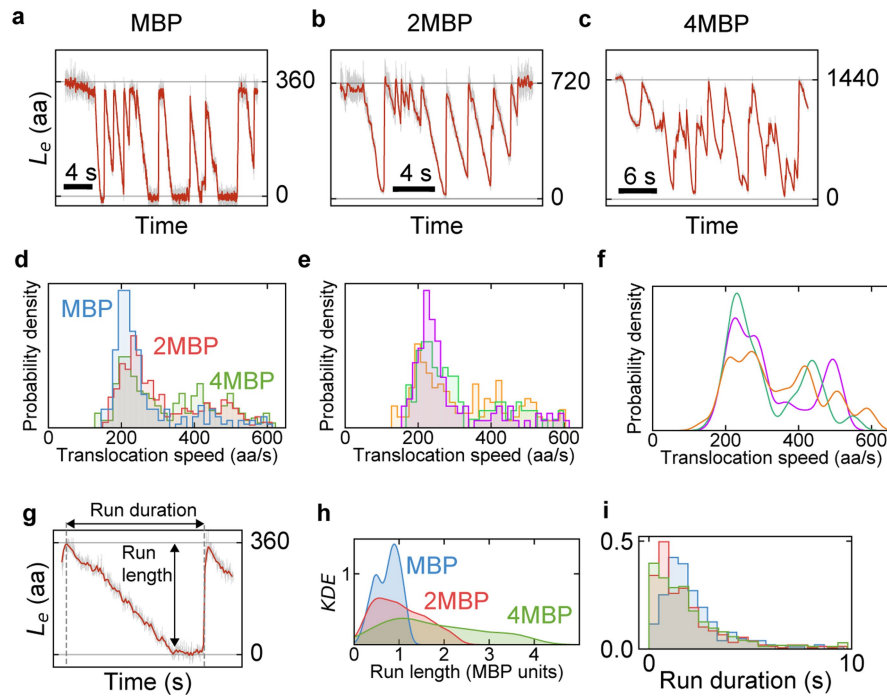 a MBP
L_e (aa)
360
4 s
0
Time
b 2MBP
720
4 s
0
Time
c 4MBP
1440
6 s
0
Time
d
Probability density
MBP
2MBP
4MBP
0 200 400 600
Translocation speed (aa/s)
e
Probability density
0 200 400 600
Translocation speed (aa/s)
f
Probability density
0 200 400 600
Translocation speed (aa/s)
g
Run duration
L_e (aa)
360
Run
length
0
Time (s)
h
KDE
1
MBP
2MBP
4MBP
0 1 2 3 4
Run length (MBP units)
i
0.5
0.0
0 10
Run duration (s)